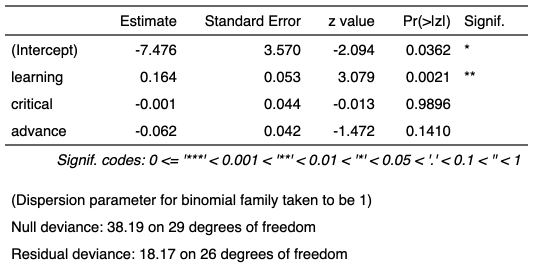 Estimate Standard Error z value Pr(>|z|) Signif.
(Intercept) -7.476 3.570 -2.094 0.0362 *
learning 0.164 0.053 3.079 0.0021 **
critical -0.001 0.044 -0.013 0.9896
advance -0.062 0.042 -1.472 0.1410
Signif. codes: 0 <= '***' < 0.001 < '**' < 0.01 < '*' < 0.05 < '.' < 0.1 < '' < 1
(Dispersion parameter for binomial family taken to be 1)
Null deviance: 38.19 on 29 degrees of freedom
Residual deviance: 18.17 on 26 degrees of freedom